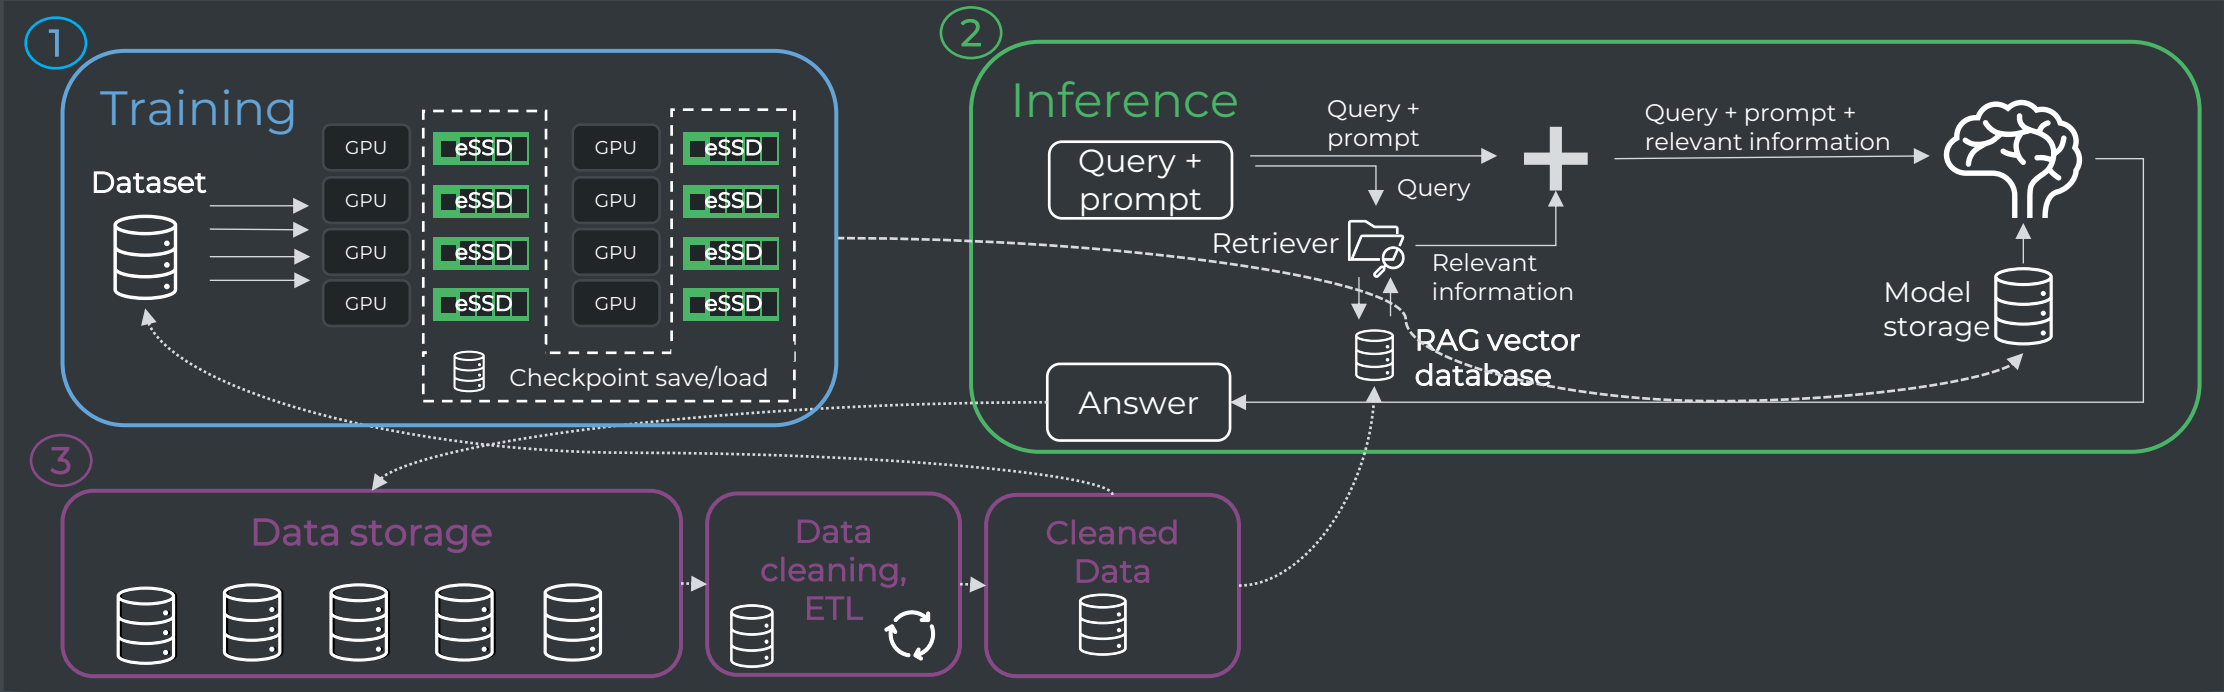 1
Training
Dataset
GPU
eSSD
GPU
eSSD
GPU
eSSD
GPU
eSSD
GPU
eSSD
GPU
eSSD
GPU
eSSD
GPU
eSSD
Checkpoint save/load
2
Inference
Query +
prompt
Query +
prompt
Query
Query + prompt +
relevant information
Retriever
Relevant
information
RAG vector
database
Model
storage
Answer
3
Data storage
Data
cleaning,
ETL
Cleaned
Data